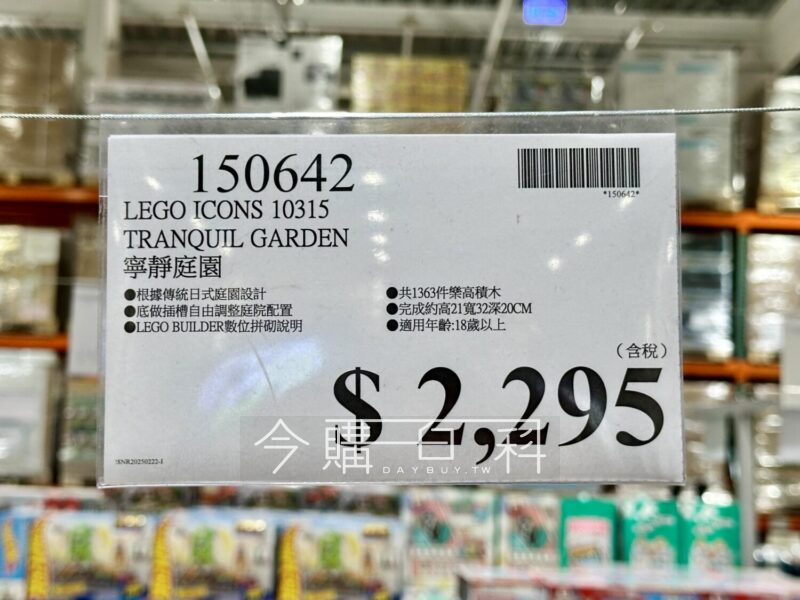 150642
*150642*
LEGO ICONS 10315
TRANQUIL GARDEN
寧靜庭園
●根據傳統日式庭園設計
●底做插槽自由調整庭院配置
●LEGO BUILDER數位拼砌說明
●共1363件樂高積木
●完成約高21寬32深20CM
●適用年齡:18歲以上
(含稅)
$ 2,295
今購百科
DAYBUY.TW